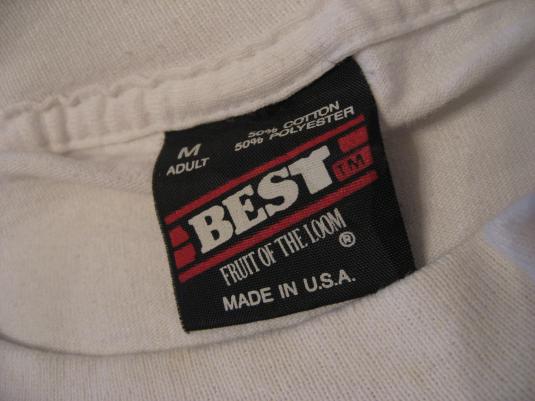 M
ADULT
50% COTTON
50% POLYESTER
BEST
TM
FRUIT OF THE LOOM ®
MADE IN U.S.A.